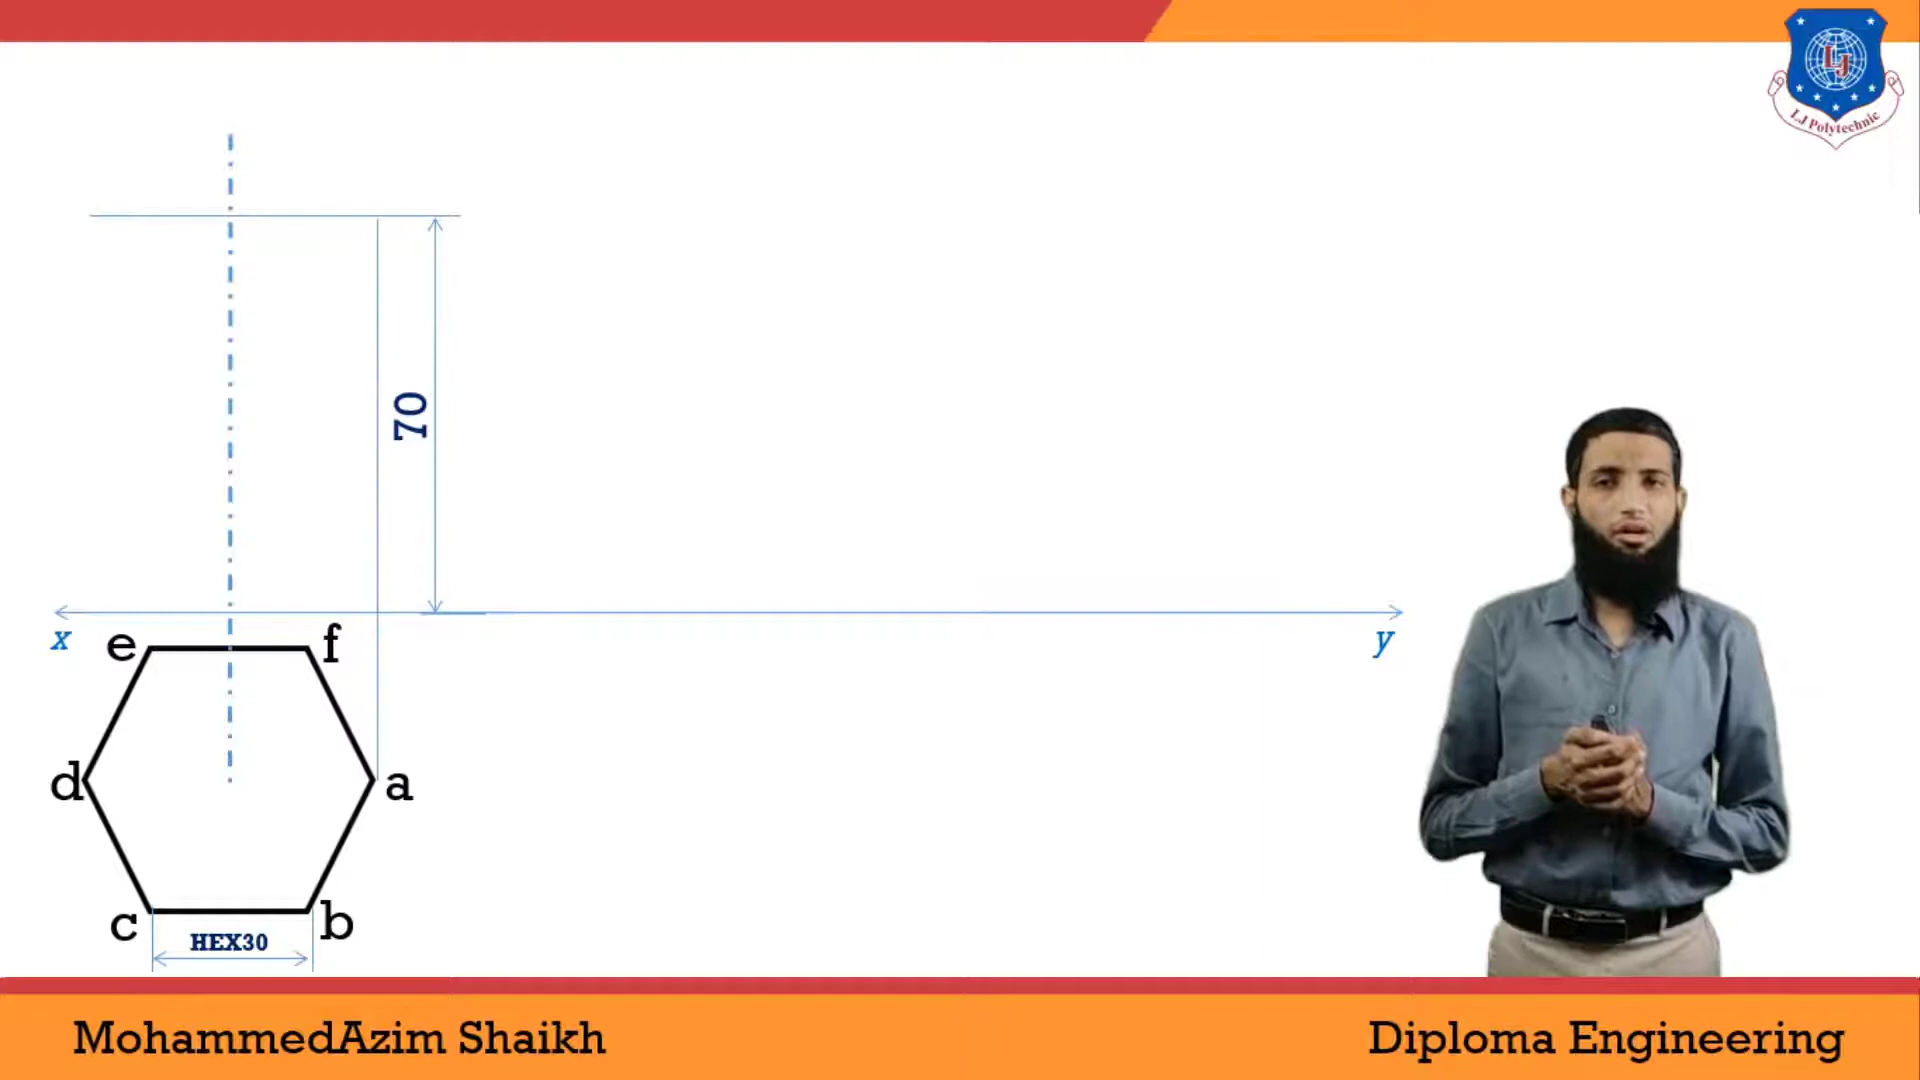 LJ
LJ Polytechnic
70
x
y
e
f
d
a
c
b
HEX30
MohammedAzim Shaikh
Diploma Engineering